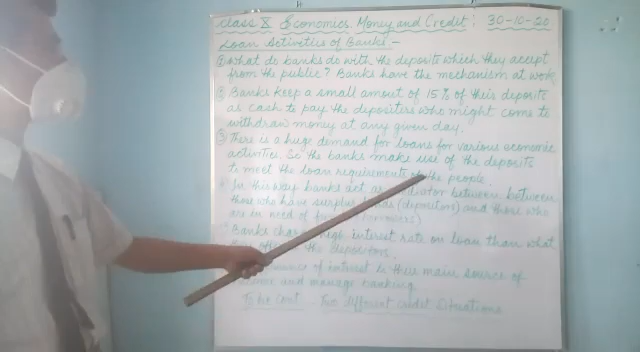 Class X Economics. Money and Credit: 30-10-20
Loan Activities of Banks:-
① What do banks do with the deposits which they accept
from the public? Banks have the mechanism at work
② Banks keep a small amount of 15% of their deposits
as cash to pay the depositors who might come to
withdraw money at any given day.
③ There is a huge demand for loans for various economic
activities. So the banks make use of the deposits
to meet the loan requirements of the people.
In this way banks act as between between
those who have surplus (depositors) and those who
are in need of
Banks interest rate on loan than what
the depositors.
of interest is their main source of
and manage banking.
To be Cont - Two different credit situations